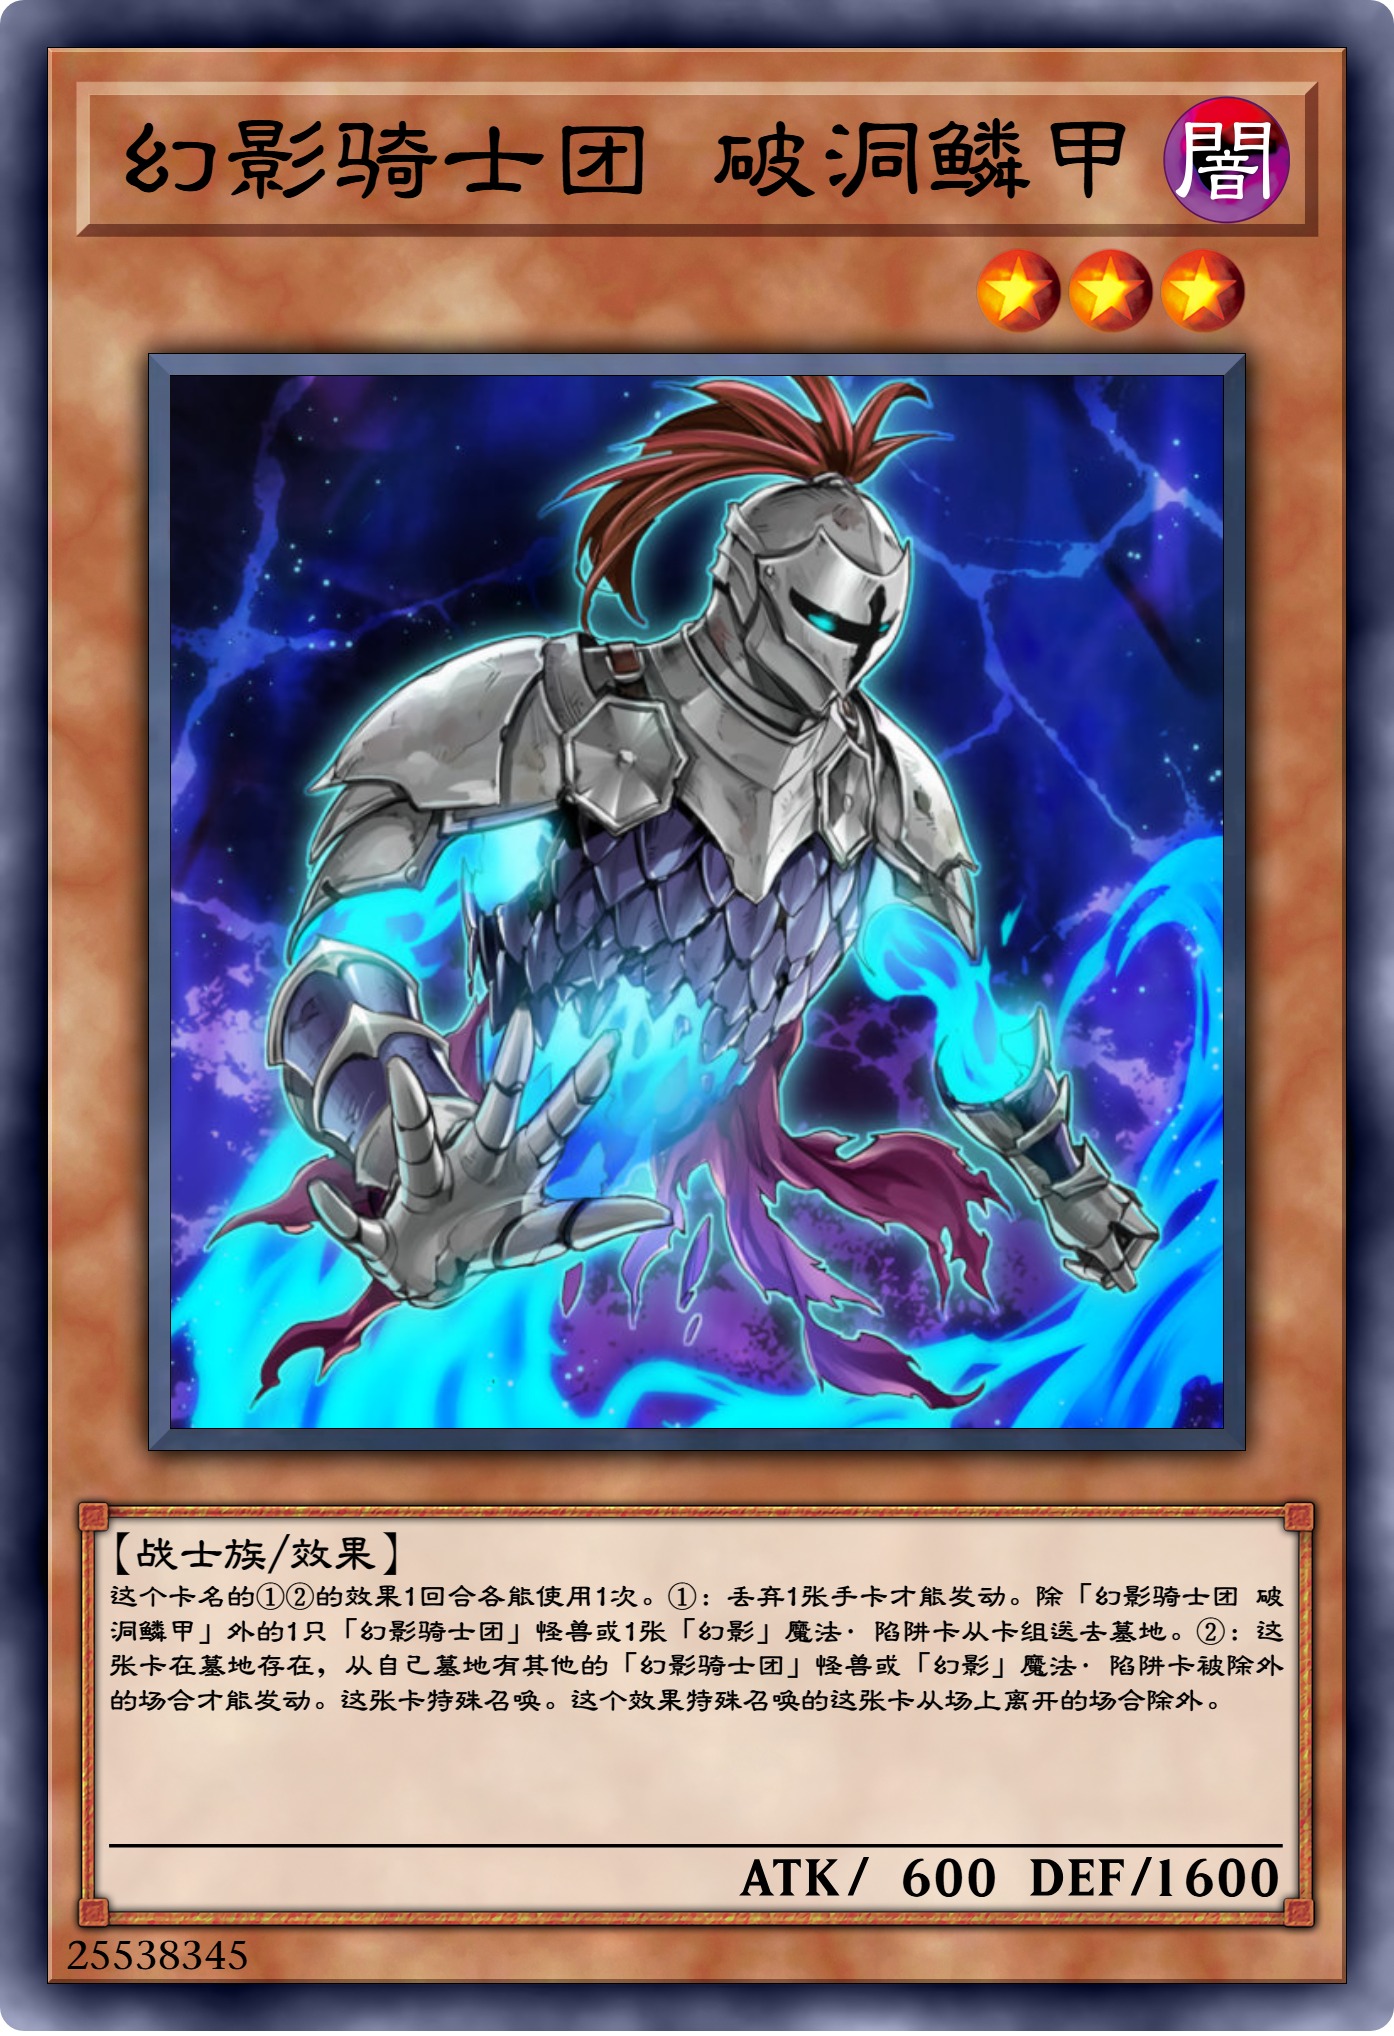 幻影骑士团 破洞鳞甲 闇
【战士族/效果】
这个卡名的①②的效果1回合各能使用1次。①：丢弃1张手卡才能发动。除「幻影骑士团 破
洞鳞甲」外的1只「幻影骑士团」怪兽或1张「幻影」魔法·陷阱卡从卡组送去墓地。②：这
张卡在墓地存在，从自己墓地有其他的「幻影骑士团」怪兽或「幻影」魔法·陷阱卡被除外
的场合才能发动。这张卡特殊召唤。这个效果特殊召唤的这张卡从场上离开的场合除外。
ATK/ 600 DEF/1600
25538345